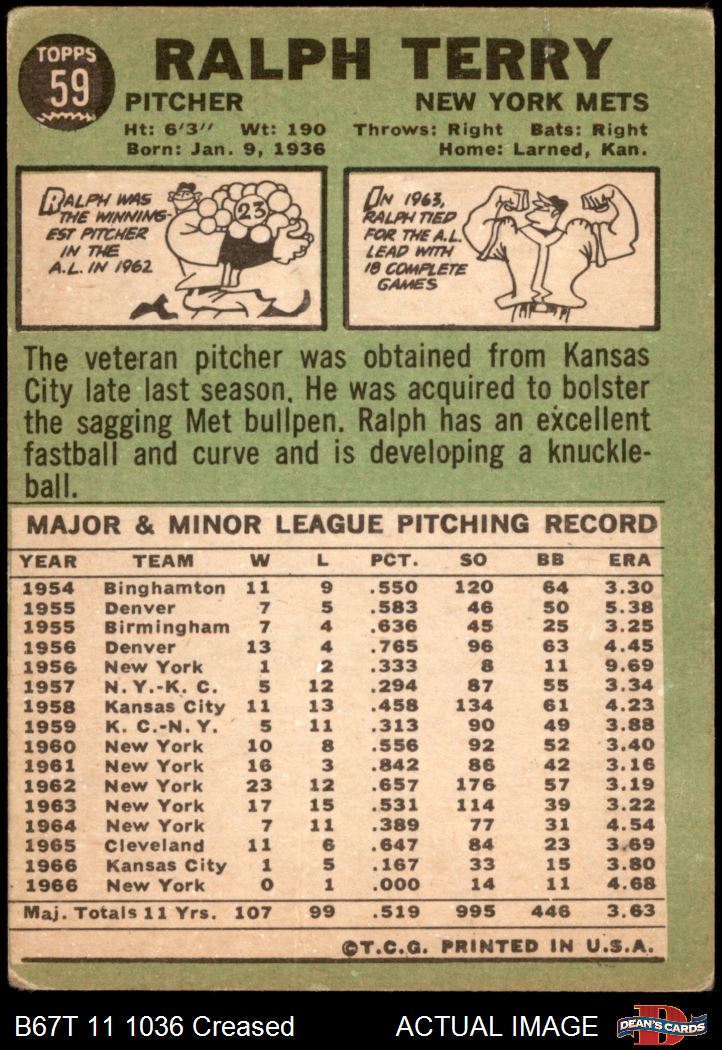 TOPPS
59
RALPH TERRY
PITCHER NEW YORK METS
Ht: 6'3" Wt: 190 Throws: Right Bats: Right
Born: Jan. 9, 1936 Home: Larned, Kan.
RALPH WAS
THE WINNING-
EST PITCHER
IN THE
A.L. IN 1962
23
IN 1963,
RALPH TIED
FOR THE A.L.
LEAD WITH
18 COMPLETE
GAMES
The veteran pitcher was obtained from Kansas
City late last season. He was acquired to bolster
the sagging Met bullpen. Ralph has an excellent
fastball and curve and is developing a knuckle-
ball.
MAJOR & MINOR LEAGUE PITCHING RECORD
YEAR TEAM W L PCT. SO BB ERA
1954 Binghamton 11 9 .550 120 64 3.30
1955 Denver 7 5 .583 46 50 5.38
1955 Birmingham 7 4 .636 45 25 3.25
1956 Denver 13 4 .765 96 63 4.45
1956 New York 1 2 .333 8 11 9.69
1957 N. Y.-K. C. 5 12 .294 87 55 3.34
1958 Kansas City 11 13 .458 134 61 4.23
1959 K. C.-N. Y. 5 11 .313 90 49 3.88
1960 New York 10 8 .556 92 52 3.40
1961 New York 16 3 .842 86 42 3.16
1962 New York 23 12 .657 176 57 3.19
1963 New York 17 15 .531 114 39 3.22
1964 New York 7 11 .389 77 31 4.54
1965 Cleveland 11 6 .647 84 23 3.69
1966 Kansas City 1 5 .167 33 15 3.80
1966 New York 0 1 .000 14 11 4.68
Maj. Totals 11 Yrs. 107 99 .519 995 446 3.63
©T.C.G. PRINTED IN U.S.A.
B67T 11 1036 Creased ACTUAL IMAGE
D
DEAN'S CARDS